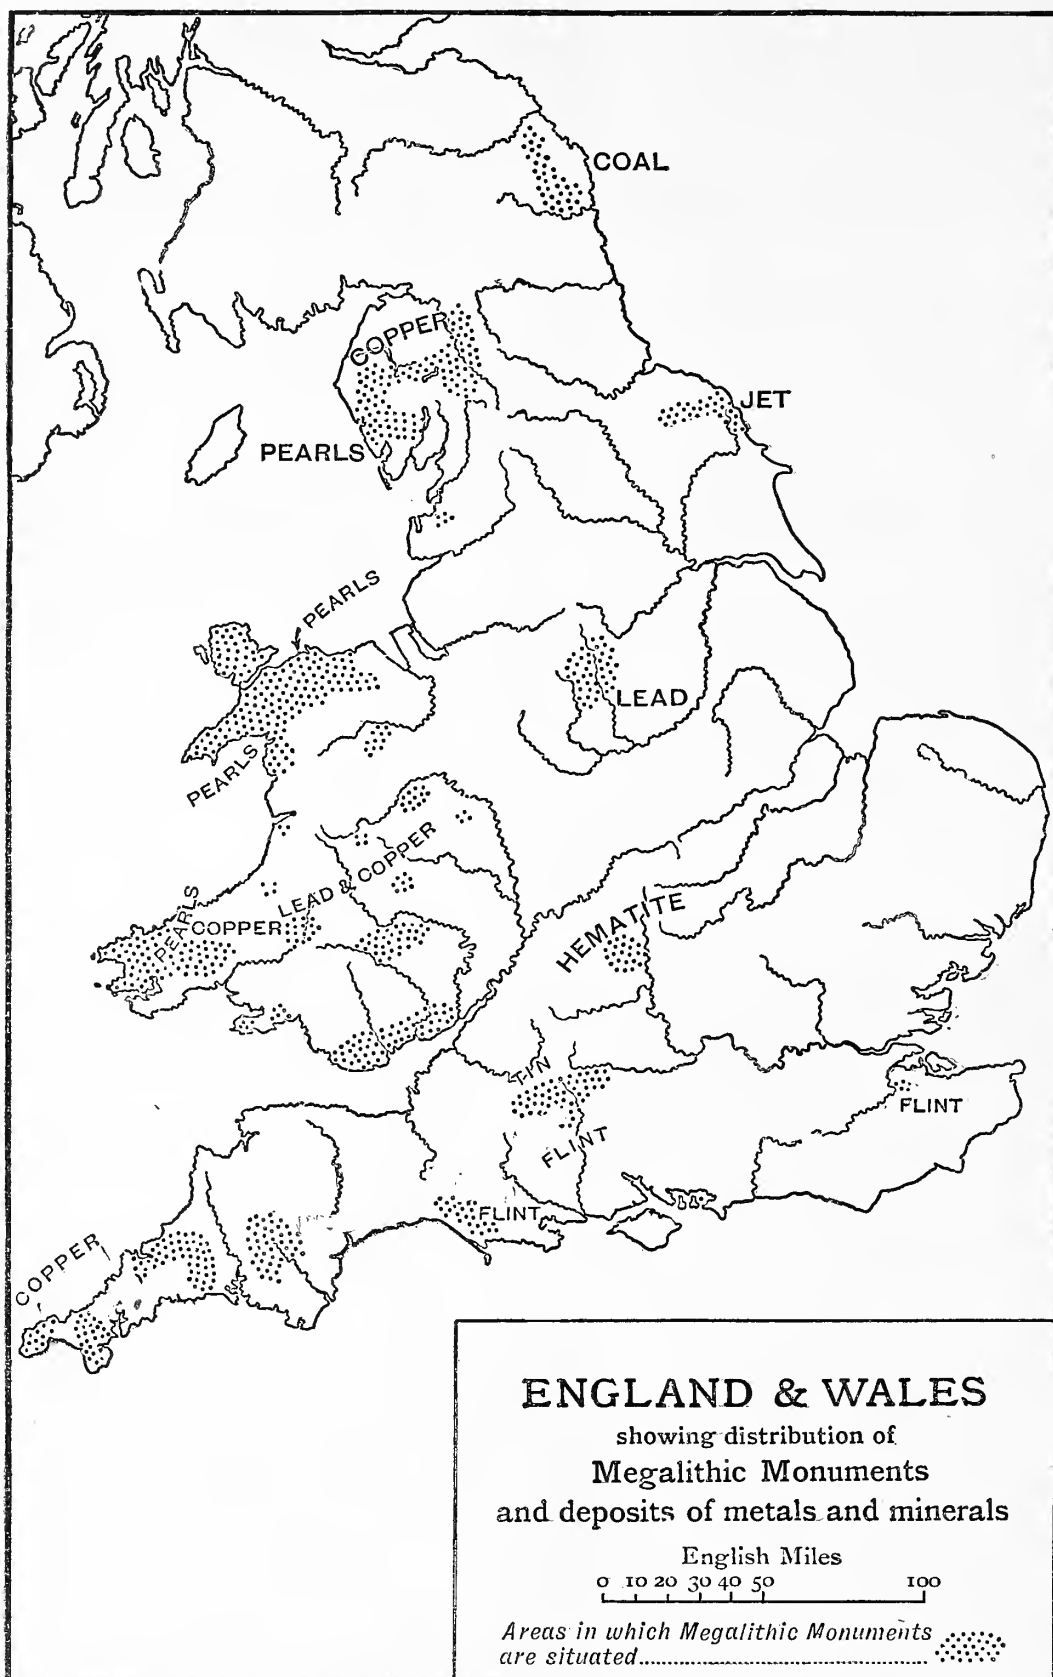 COAL
COPPER
JET
PEARLS
PEARLS
LEAD
PEARLS
LEAD & COPPER
PEARLS
COPPER
HEMATITE
TIN
FLINT
FLINT
FLINT
COPPER
ENGLAND & WALES
showing distribution of
Megalithic Monuments
and deposits of metals and minerals
English Miles
0 10 20 30 40 50 100
Areas in which Megalithic Monuments
are situated